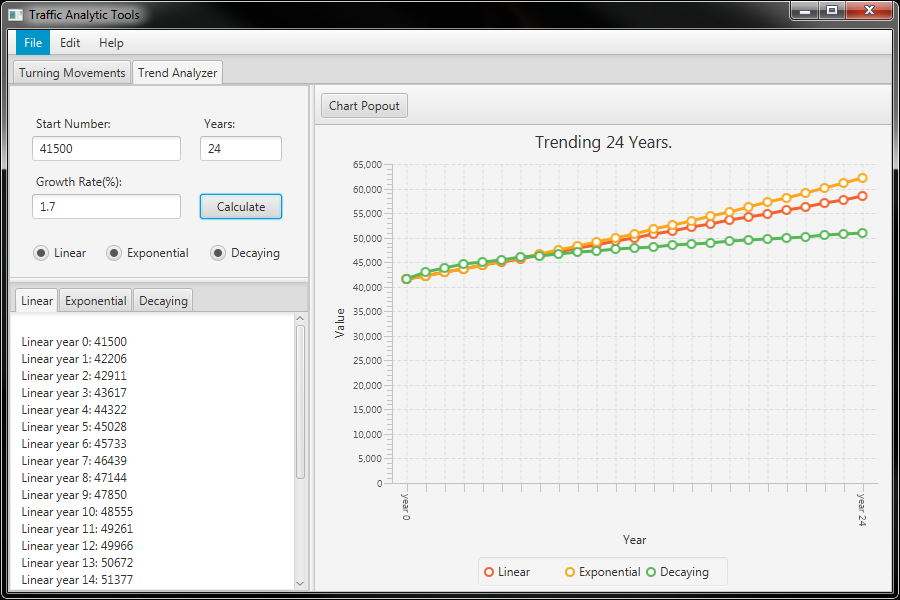 Traffic Analytic Tools
File Edit Help
Turning Movements Trend Analyzer
Start Number: Years:
41500 24
Growth Rate(%):
1.7 Calculate
Linear Exponential Decaying
Linear Exponential Decaying
Linear year 0: 41500
Linear year 1: 42206
Linear year 2: 42911
Linear year 3: 43617
Linear year 4: 44322
Linear year 5: 45028
Linear year 6: 45733
Linear year 7: 46439
Linear year 8: 47144
Linear year 9: 47850
Linear year 10: 48555
Linear year 11: 49261
Linear year 12: 49966
Linear year 13: 50672
Linear year 14: 51377
Chart Popout
Trending 24 Years.
65,000
60,000
55,000
50,000
45,000
40,000
35,000
30,000
25,000
20,000
15,000
10,000
5,000
0
Value
year 0 year 24
Year
Linear Exponential Decaying